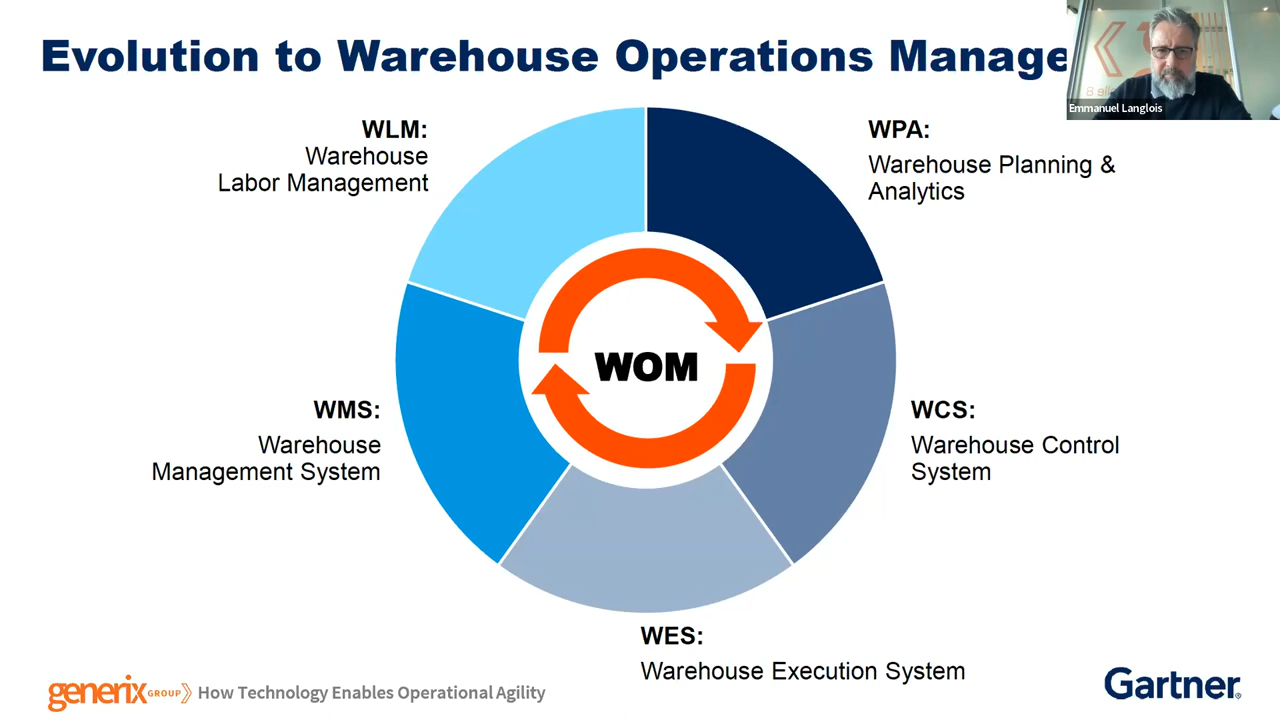 Evolution to Warehouse Operations Manage
Emmanuel Langlois
WLM:
Warehouse
Labor Management
WPA:
Warehouse Planning &
Analytics
WOM
WMS:
Warehouse
Management System
WCS:
Warehouse Control
System
WES:
Warehouse Execution System
generix GROUP How Technology Enables Operational Agility
Gartner®